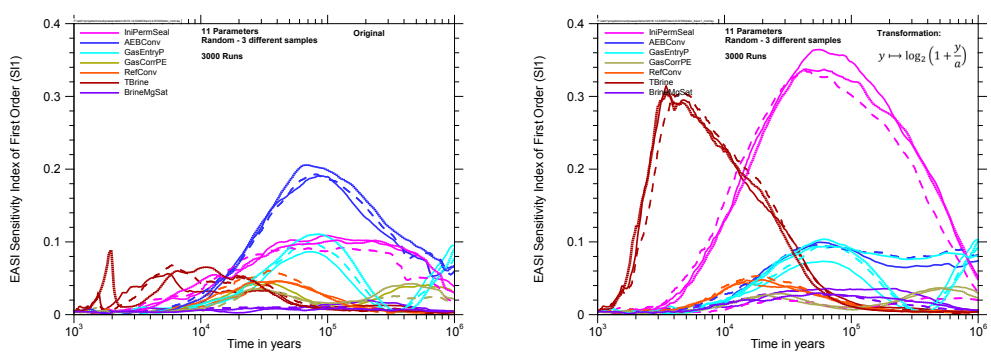 11 Parameters
Random - 3 different samples
3000 Runs
Original
IniPermSeal
AEBConv
GasEntryP
GasCorrPE
RefConv
TBrine
BrineMgSat
EASI Sensitivity Index of First Order (SI1)
0.4
0.3
0.2
0.1
0
10³ 10⁴ 10⁵ 10⁶
Time in years
11 Parameters
Random - 3 different samples
3000 Runs
Transformation:
y ↦ log₂ (1 + y/a)
IniPermSeal
AEBConv
GasEntryP
GasCorrPE
RefConv
TBrine
BrineMgSat
EASI Sensitivity Index of First Order (SI1)
0.4
0.3
0.2
0.1
0
10³ 10⁴ 10⁵ 10⁶
Time in years